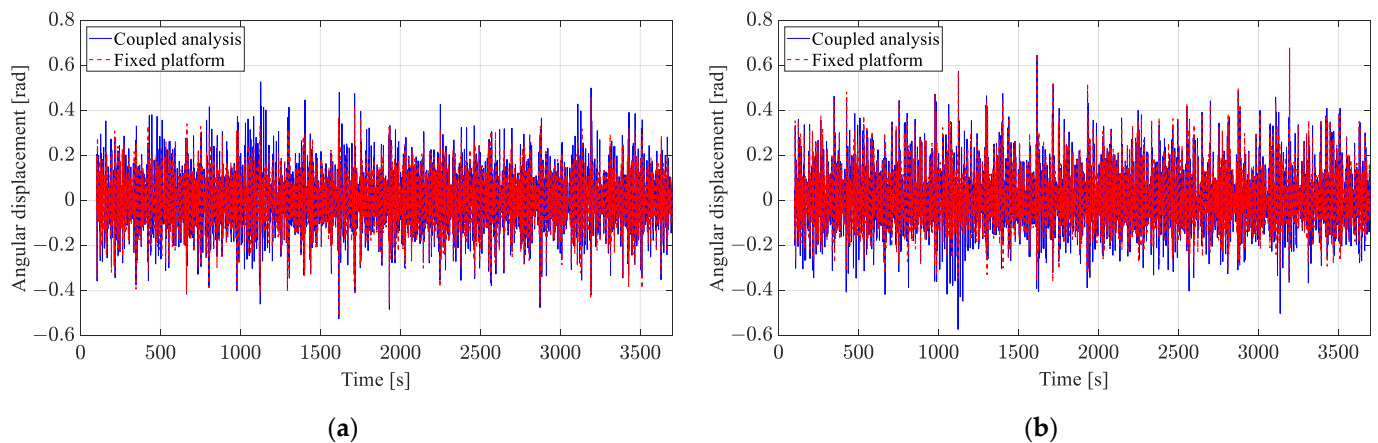 0.8
0.6
0.4
0.2
0
−0.2
−0.4
−0.6
Angular displacement [rad]
Coupled analysis
Fixed platform
0 500 1000 1500 2000 2500 3000 3500
Time [s]
(a)
0.8
0.6
0.4
0.2
0
−0.2
−0.4
−0.6
Angular displacement [rad]
Coupled analysis
Fixed platform
0 500 1000 1500 2000 2500 3000 3500
Time [s]
(b)